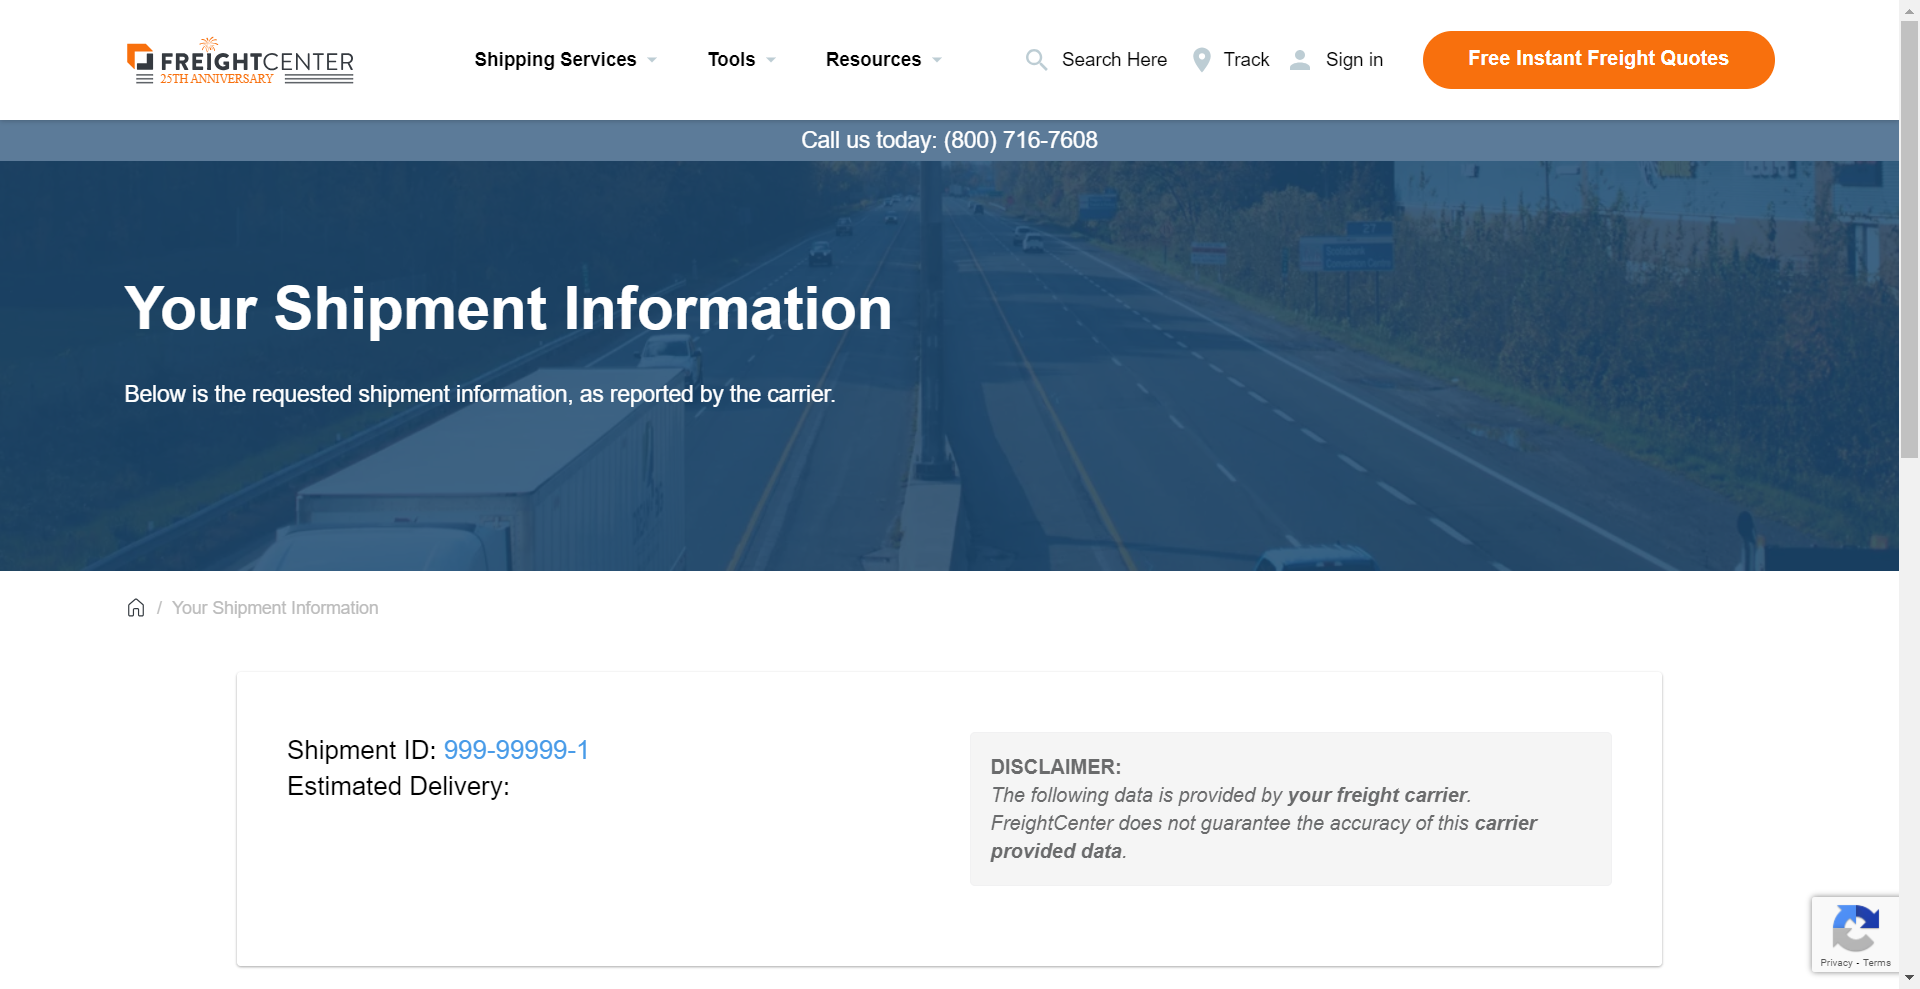 FREIGHTCENTER
25TH ANNIVERSARY
Shipping Services
Tools
Resources
Search Here
Track
Sign in
Free Instant Freight Quotes
Call us today: (800) 716-7608
Your Shipment Information
Below is the requested shipment information, as reported by the carrier.
/ Your Shipment Information
Shipment ID: 999-99999-1
Estimated Delivery:
DISCLAIMER:
The following data is provided by your freight carrier.
FreightCenter does not guarantee the accuracy of this carrier
provided data.
Privacy - Terms